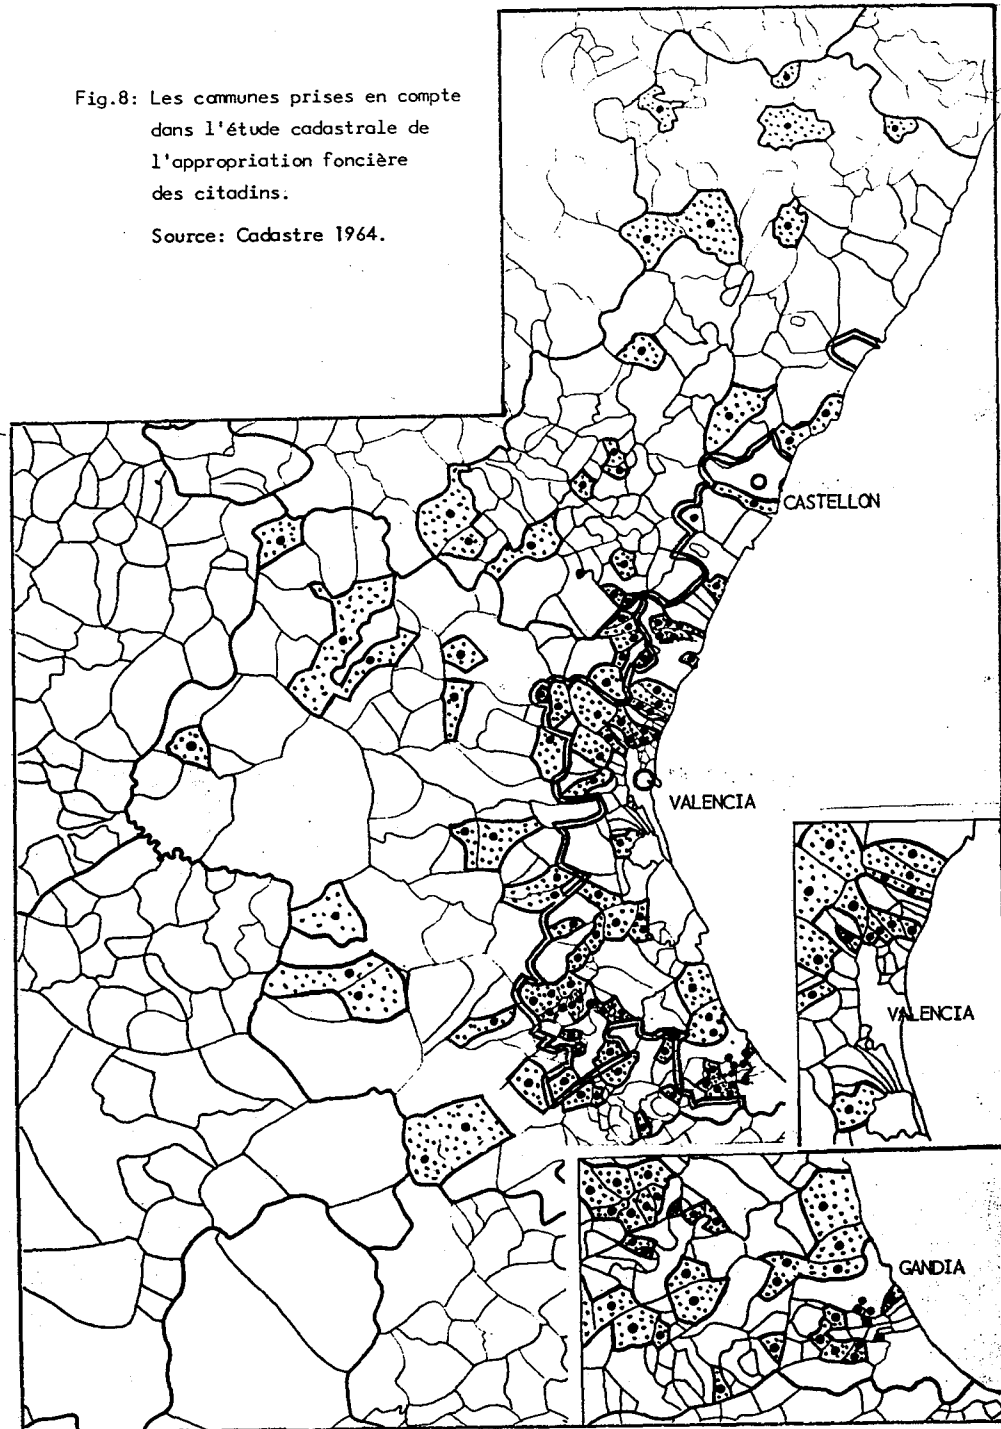 Fig.8: Les communes prises en compte
dans l'étude cadastrale de
l'appropriation foncière
des citadins.
Source: Cadastre 1964.
CASTELLON
VALENCIA
VALENCIA
GANDIA